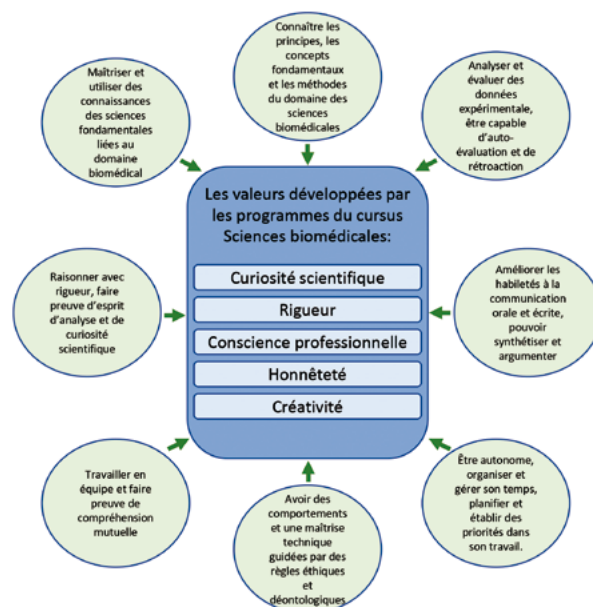 Connaître les
principes, les
concepts
fondamentaux
et les méthodes
du domaine des
sciences
biomédicales
Maîtriser et
utiliser des
connaissances
des sciences
fondamentales
liées au
domaine
biomédical
Analyser et
évaluer des
données
expérimentale,
être capable
d'auto-
évaluation et de
rétroaction
Les valeurs développées par
les programmes du cursus
Sciences biomédicales:
Curiosité scientifique
Rigueur
Conscience professionnelle
Honnêteté
Créativité
Raisonner avec
rigueur, faire
preuve d'esprit
d'analyse et de
curiosité
scientifique
Améliorer les
habiletés à la
communication
orale et écrite,
pouvoir
synthétiser et
argumenter
Travailler en
équipe et faire
preuve de
compréhension
mutuelle
Avoir des
comportements
et une maîtrise
technique
guidées par des
règles éthiques
et
déontologiques
Être autonome,
organiser et
gérer son temps,
planifier et
établir des
priorités dans
son travail.